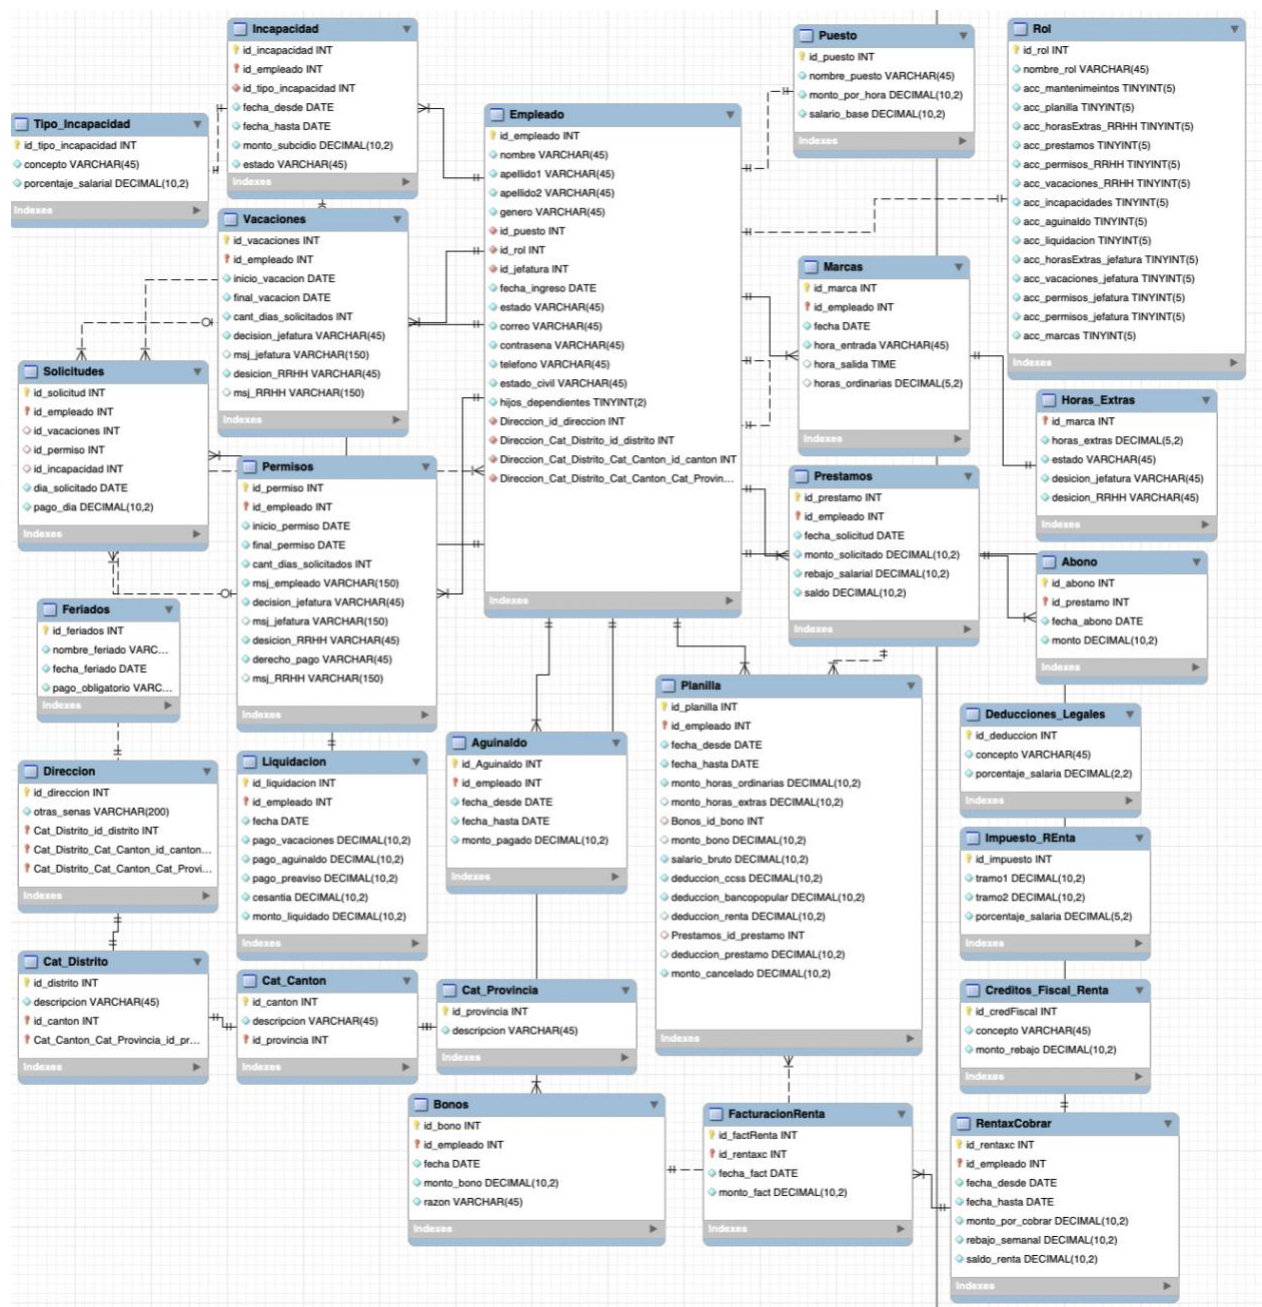 Incapacidad
id_incapacidad INT
id_empleado INT
id_tipo_incapacidad INT
fecha_desde DATE
fecha_hasta DATE
monto_subcidio DECIMAL(10,2)
estado VARCHAR(45)
Indexes
Tipo_Incapacidad
id_tipo_incapacidad INT
concepto VARCHAR(45)
porcentaje_salarial DECIMAL(10,2)
Indexes
Vacaciones
id_vacaciones INT
id_empleado INT
inicio_vacacion DATE
final_vacacion DATE
cant_dias_solicitados INT
decision_jefatura VARCHAR(45)
msj_jefatura VARCHAR(150)
desicion_RRHH VARCHAR(45)
msj_RRHH VARCHAR(150)
Indexes
Solicitudes
id_solicitud INT
id_empleado INT
id_vacaciones INT
id_permiso INT
id_incapacidad INT
dia_solicitado DATE
pago_dia DECIMAL(10,2)
Indexes
Permisos
id_permiso INT
id_empleado INT
inicio_permiso DATE
final_permiso DATE
cant_dias_solicitados INT
msj_empleado VARCHAR(150)
decision_jefatura VARCHAR(45)
msj_jefatura VARCHAR(150)
desicion_RRHH VARCHAR(45)
derecho_pago VARCHAR(45)
msj_RRHH VARCHAR(150)
Indexes
Feriados
id_feriados INT
nombre_feriado VARC...
fecha_feriado DATE
pago_obligatorio VARC...
Indexes
Direccion
id_direccion INT
otras_senas VARCHAR(200)
Cat_Distrito_id_distrito INT
Cat_Distrito_Cat_Canton_id_canton...
Cat_Distrito_Cat_Canton_Cat_Provi...
Indexes
Liquidacion
id_liquidacion INT
id_empleado INT
fecha DATE
pago_vacaciones DECIMAL(10,2)
pago_aguinaldo DECIMAL(10,2)
pago_preaviso DECIMAL(10,2)
cesantia DECIMAL(10,2)
monto_liquidado DECIMAL(10,2)
Indexes
Cat_Distrito
id_distrito INT
descripcion VARCHAR(45)
id_canton INT
Cat_Canton_Cat_Provincia_id_pr...
Indexes
Cat_Canton
id_canton INT
descripcion VARCHAR(45)
id_provincia INT
Indexes
Cat_Provincia
id_provincia INT
descripcion VARCHAR(45)
Indexes
Empleado
id_empleado INT
nombre VARCHAR(45)
apellido1 VARCHAR(45)
apellido2 VARCHAR(45)
genero VARCHAR(45)
id_puesto INT
id_rol INT
id_jefatura INT
fecha_ingreso DATE
estado VARCHAR(45)
correo VARCHAR(45)
contrasena VARCHAR(45)
telefono VARCHAR(45)
estado_civil VARCHAR(45)
hijos_dependientes TINYINT(2)
Direccion_id_direccion INT
Direccion_Cat_Distrito_id_distrito INT
Direccion_Cat_Distrito_Cat_Canton_id_canton INT
Direccion_Cat_Distrito_Cat_Canton_Cat_Provin...
Indexes
Aguinaldo
id_Aguinaldo INT
id_empleado INT
fecha_desde DATE
fecha_hasta DATE
monto_pagado DECIMAL(10,2)
Indexes
Bonos
id_bono INT
id_empleado INT
fecha DATE
monto_bono DECIMAL(10,2)
razon VARCHAR(45)
Indexes
Puesto
id_puesto INT
nombre_puesto VARCHAR(45)
monto_por_hora DECIMAL(10,2)
salario_base DECIMAL(10,2)
Indexes
Rol
id_rol INT
nombre_rol VARCHAR(45)
acc_mantenimeintos TINYINT(5)
acc_planilla TINYINT(5)
acc_horasExtras_RRHH TINYINT(5)
acc_prestamos TINYINT(5)
acc_permisos_RRHH TINYINT(5)
acc_vacaciones_RRHH TINYINT(5)
acc_incapacidades TINYINT(5)
acc_aguinaldo TINYINT(5)
acc_liquidacion TINYINT(5)
acc_horasExtras_jefatura TINYINT(5)
acc_vacaciones_jefatura TINYINT(5)
acc_permisos_jefatura TINYINT(5)
acc_permisos_jefatura TINYINT(5)
acc_marcas TINYINT(5)
Indexes
Marcas
id_marca INT
id_empleado INT
fecha DATE
hora_entrada VARCHAR(45)
hora_salida TIME
horas_ordinarias DECIMAL(5,2)
Indexes
Horas_Extras
id_marca INT
horas_extras DECIMAL(5,2)
estado VARCHAR(45)
desicion_jefatura VARCHAR(45)
desicion_RRHH VARCHAR(45)
Indexes
Prestamos
id_prestamo INT
id_empleado INT
fecha_solicitud DATE
monto_solicitado DECIMAL(10,2)
rebajo_salarial DECIMAL(10,2)
saldo DECIMAL(10,2)
Indexes
Abono
id_abono INT
id_prestamo INT
fecha_abono DATE
monto DECIMAL(10,2)
Indexes
Planilla
id_planilla INT
id_empleado INT
fecha_desde DATE
fecha_hasta DATE
monto_horas_ordinarias DECIMAL(10,2)
monto_horas_extras DECIMAL(10,2)
Bonos_id_bono INT
monto_bono DECIMAL(10,2)
salario_bruto DECIMAL(10,2)
deduccion_ccss DECIMAL(10,2)
deduccion_bancopopular DECIMAL(10,2)
deduccion_renta DECIMAL(10,2)
Prestamos_id_prestamo INT
deduccion_prestamo DECIMAL(10,2)
monto_cancelado DECIMAL(10,2)
Indexes
Deducciones_Legales
id_deduccion INT
concepto VARCHAR(45)
porcentaje_salaria DECIMAL(2,2)
Indexes
Impuesto_REnta
id_impuesto INT
tramo1 DECIMAL(10,2)
tramo2 DECIMAL(10,2)
porcentaje_salaria DECIMAL(5,2)
Indexes
Creditos_Fiscal_Renta
id_credFiscal INT
concepto VARCHAR(45)
monto_rebajo DECIMAL(10,2)
Indexes
FacturacionRenta
id_factRenta INT
id_rentaxc INT
fecha_fact DATE
monto_fact DECIMAL(10,2)
Indexes
RentaxCobrar
id_rentaxc INT
id_empleado INT
fecha_desde DATE
fecha_hasta DATE
monto_por_cobrar DECIMAL(10,2)
rebajo_semanal DECIMAL(10,2)
saldo_renta DECIMAL(10,2)
Indexes